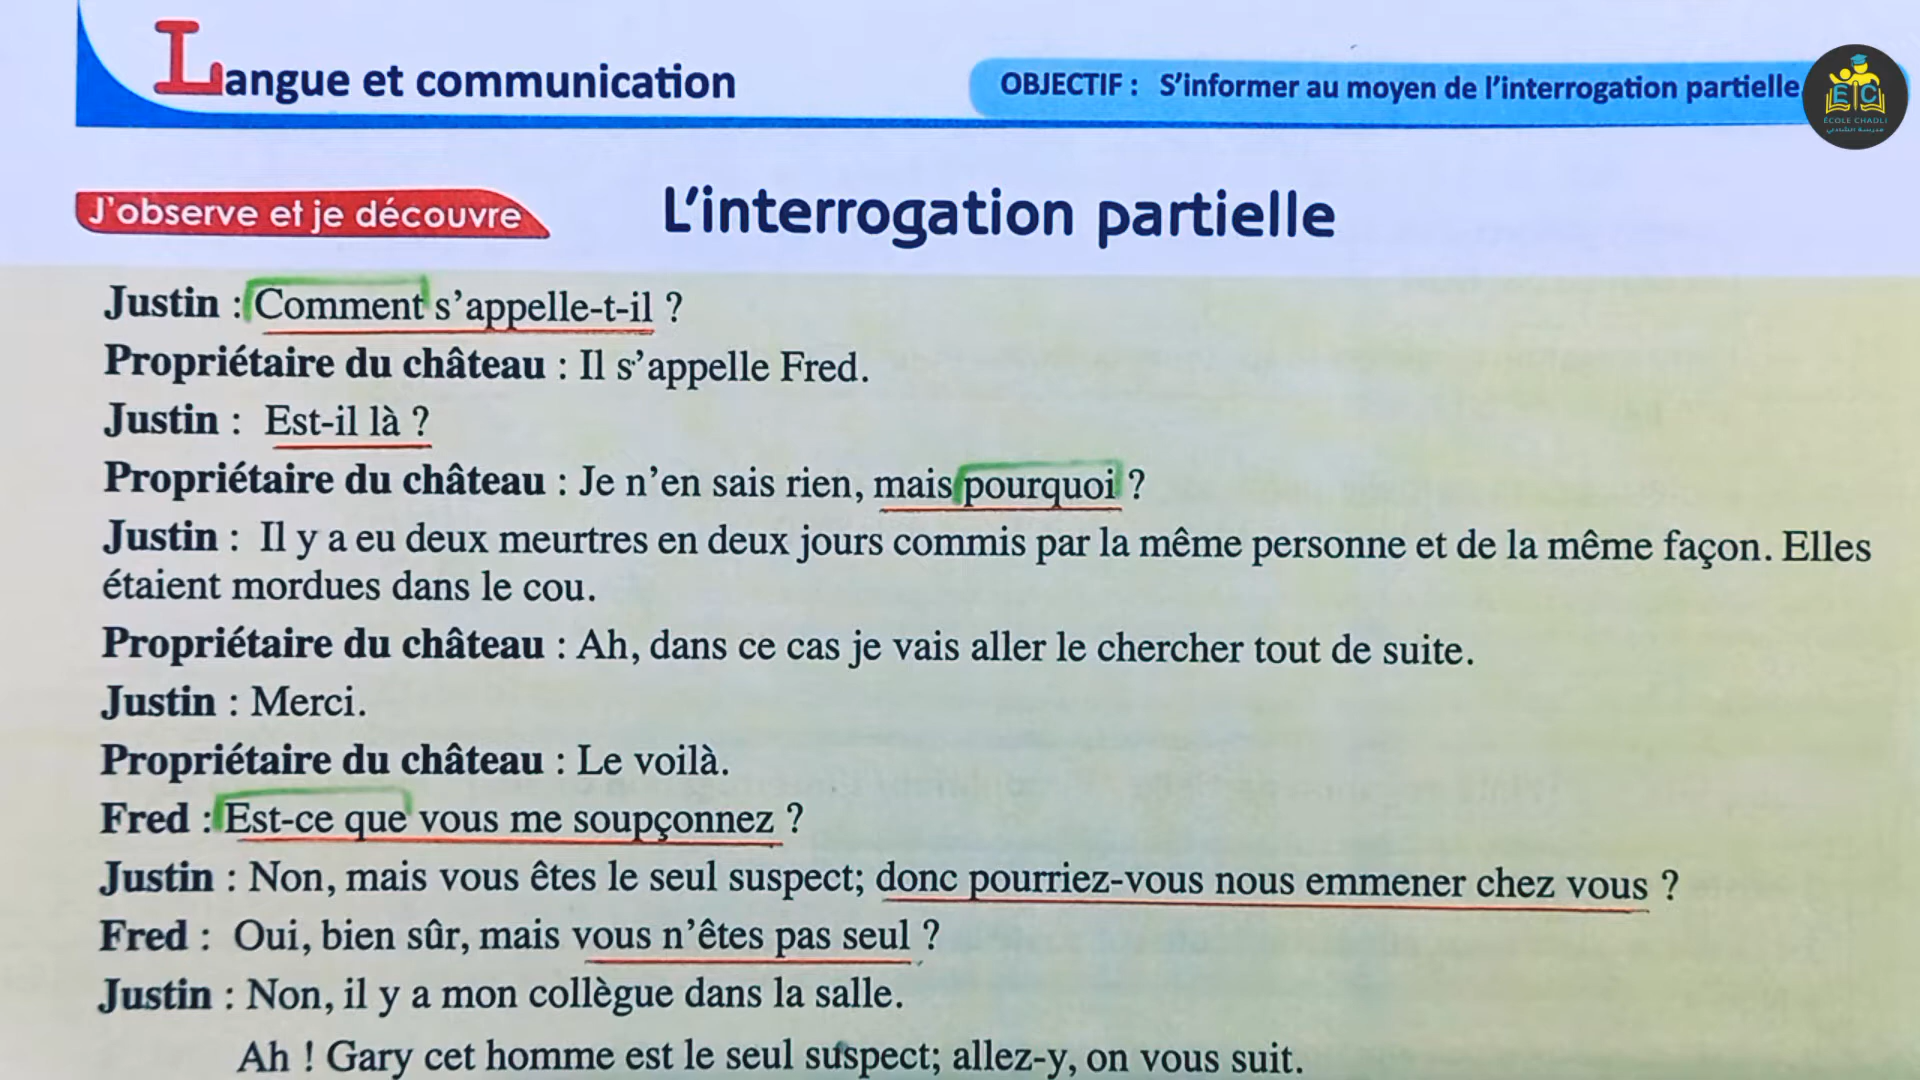 Langue et communication
OBJECTIF : S'informer au moyen de l'interrogation partielle
ETC
ÉCOLE CHADLI
مدرسة الشاذلي
J'observe et je découvre
L'interrogation partielle
Justin : Comment s'appelle-t-il ?
Propriétaire du château : Il s'appelle Fred.
Justin : Est-il là ?
Propriétaire du château : Je n'en sais rien, mais pourquoi ?
Justin : Il y a eu deux meurtres en deux jours commis par la même personne et de la même façon. Elles
étaient mordues dans le cou.
Propriétaire du château : Ah, dans ce cas je vais aller le chercher tout de suite.
Justin : Merci.
Propriétaire du château : Le voilà.
Fred : Est-ce que vous me soupçonnez ?
Justin : Non, mais vous êtes le seul suspect; donc pourriez-vous nous emmener chez vous ?
Fred : Oui, bien sûr, mais vous n'êtes pas seul ?
Justin : Non, il y a mon collègue dans la salle.
Ah ! Gary cet homme est le seul suspect; allez-y, on vous suit.